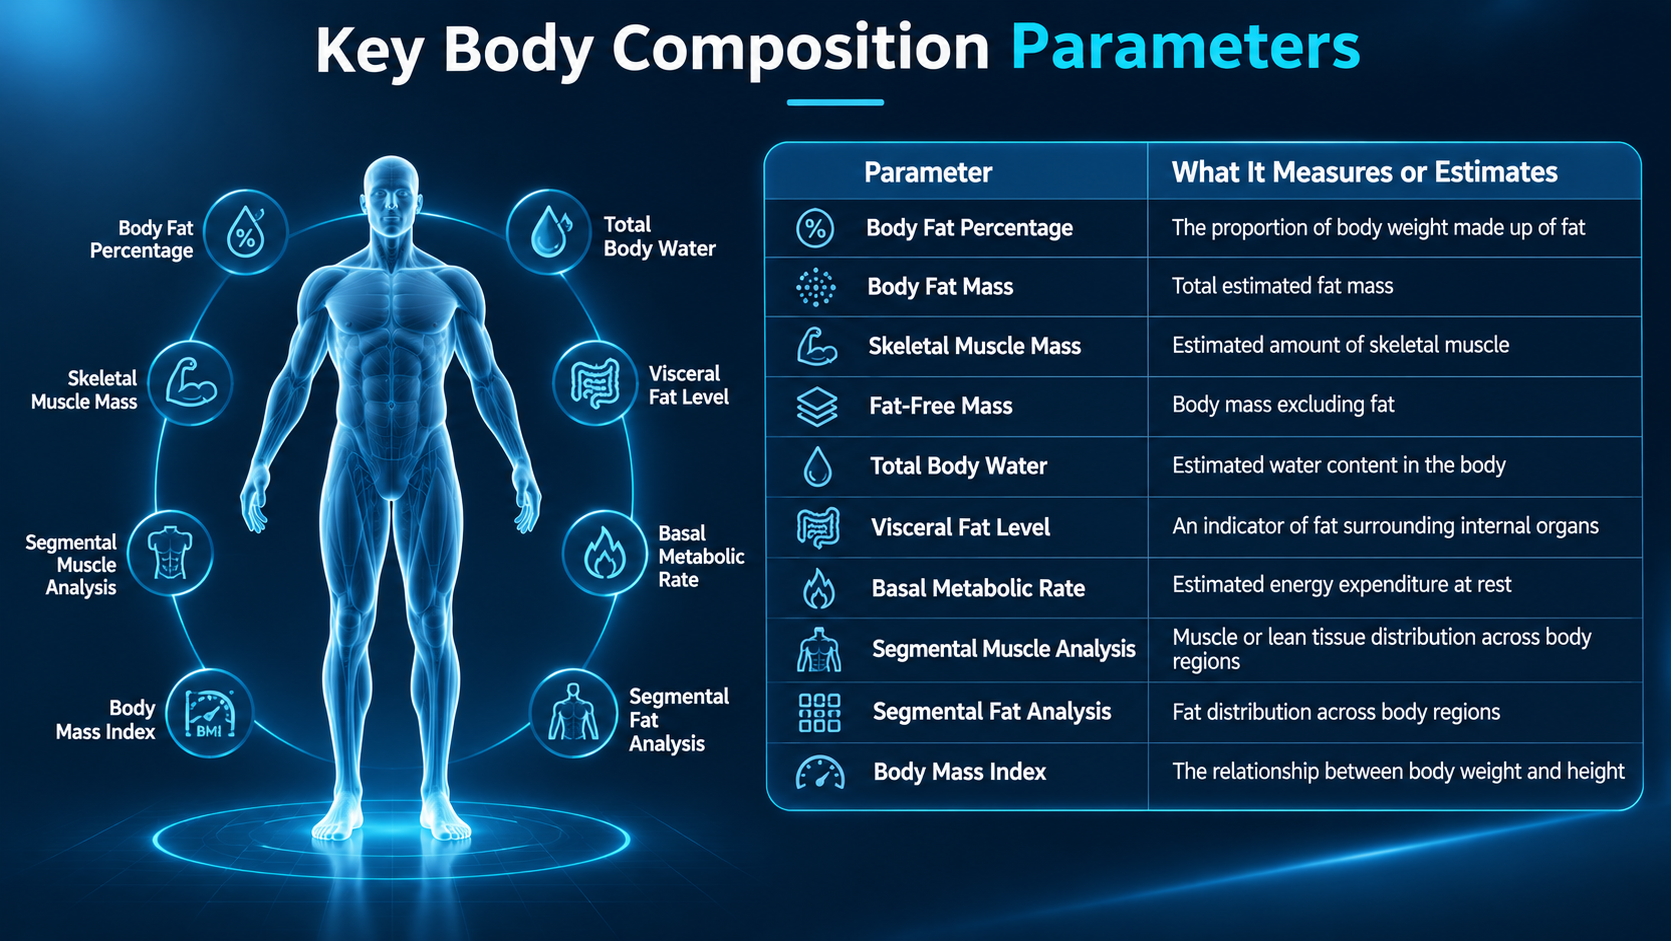 Key Body Composition Parameters
Body Fat
Percentage
Total
Body Water
Skeletal
Muscle Mass
Visceral
Fat Level
Segmental
Muscle
Analysis
Basal
Metabolic
Rate
Body
Mass Index
BMI
Segmental
Fat
Analysis
%
Parameter
What It Measures or Estimates
%
Body Fat Percentage
The proportion of body weight made up of fat
Body Fat Mass
Total estimated fat mass
Skeletal Muscle Mass
Estimated amount of skeletal muscle
Fat-Free Mass
Body mass excluding fat
Total Body Water
Estimated water content in the body
Visceral Fat Level
An indicator of fat surrounding internal organs
Basal Metabolic Rate
Estimated energy expenditure at rest
Segmental Muscle Analysis
Muscle or lean tissue distribution across body
regions
Segmental Fat Analysis
Fat distribution across body regions
Body Mass Index
The relationship between body weight and height